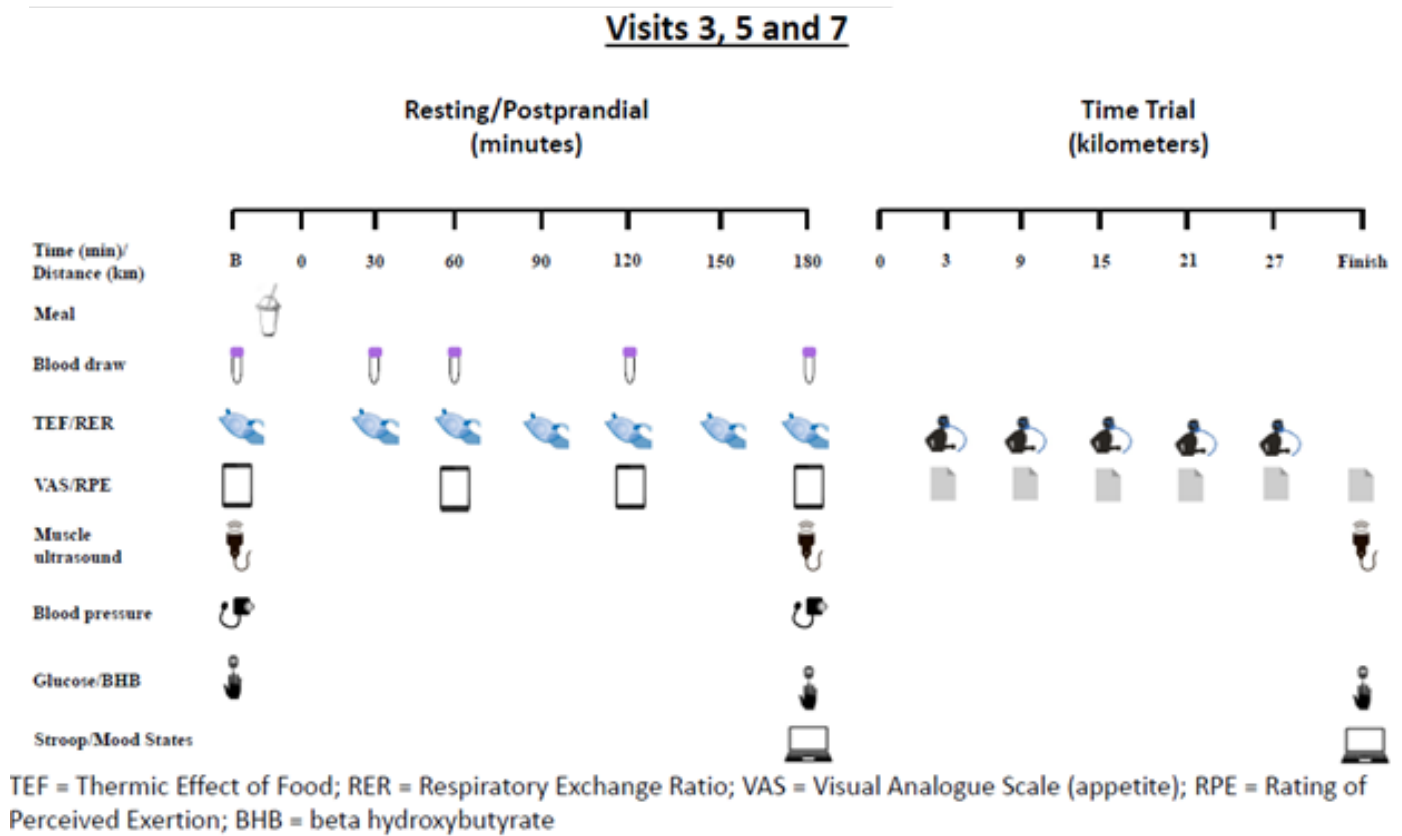 Visits 3, 5 and 7
Resting/Postprandial
(minutes)
Time Trial
(kilometers)
Time (min)/
Distance (km)
B 0 30 60 90 120 150 180 0 3 9 15 21 27 Finish
Meal
Blood draw
TEF/RER
VAS/RPE
Muscle
ultrasound
Blood pressure
Glucose/BHB
Stroop/Mood States
TEF = Thermic Effect of Food; RER = Respiratory Exchange Ratio; VAS = Visual Analogue Scale (appetite); RPE = Rating of
Perceived Exertion; BHB = beta hydroxybutyrate